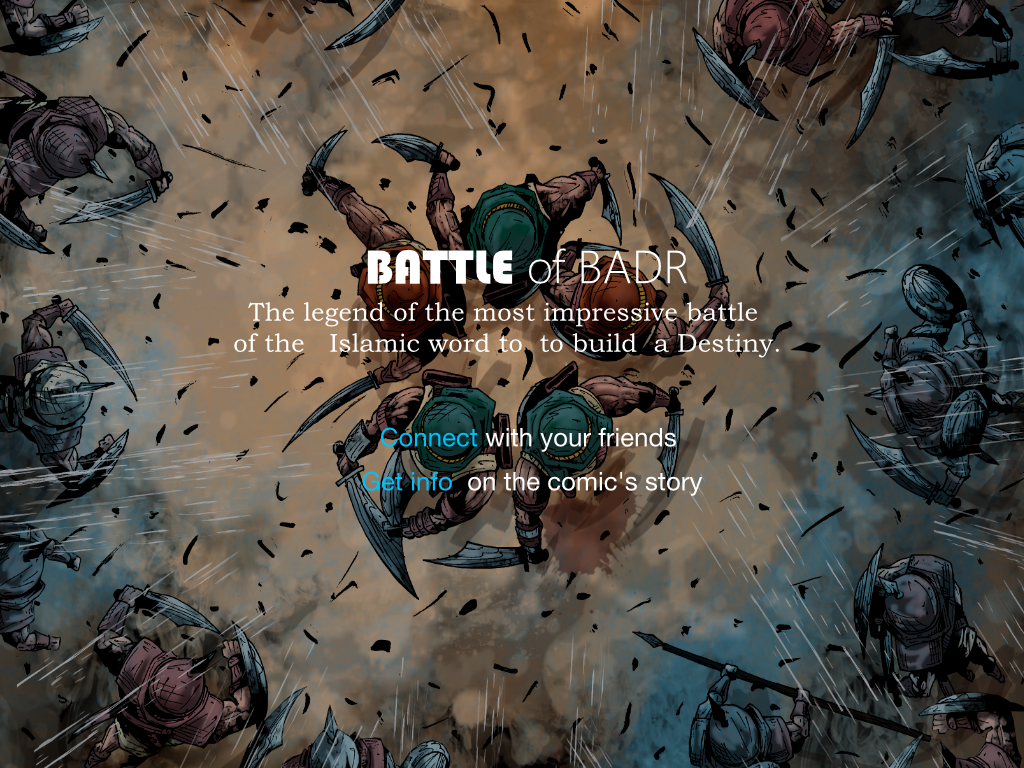 BATTLE of BADR
The legend of the most impressive battle
of the Islamic word to to build a Destiny.
Connect with your friends
Get info on the comic's story